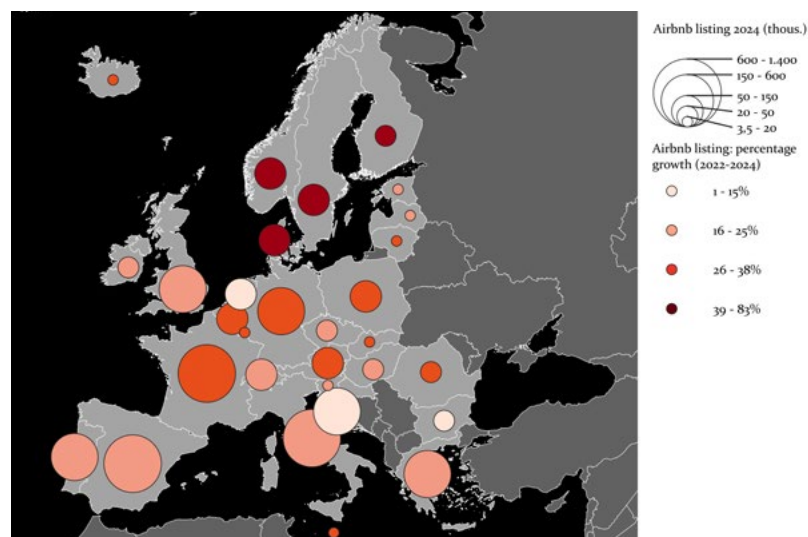 Airbnb listing 2024 (thous.)
600 - 1.400
150 - 600
50 - 150
20 - 50
3,5 - 20
Airbnb listing: percentage
growth (2022-2024)
1 - 15%
16 - 25%
26 - 38%
39 - 83%